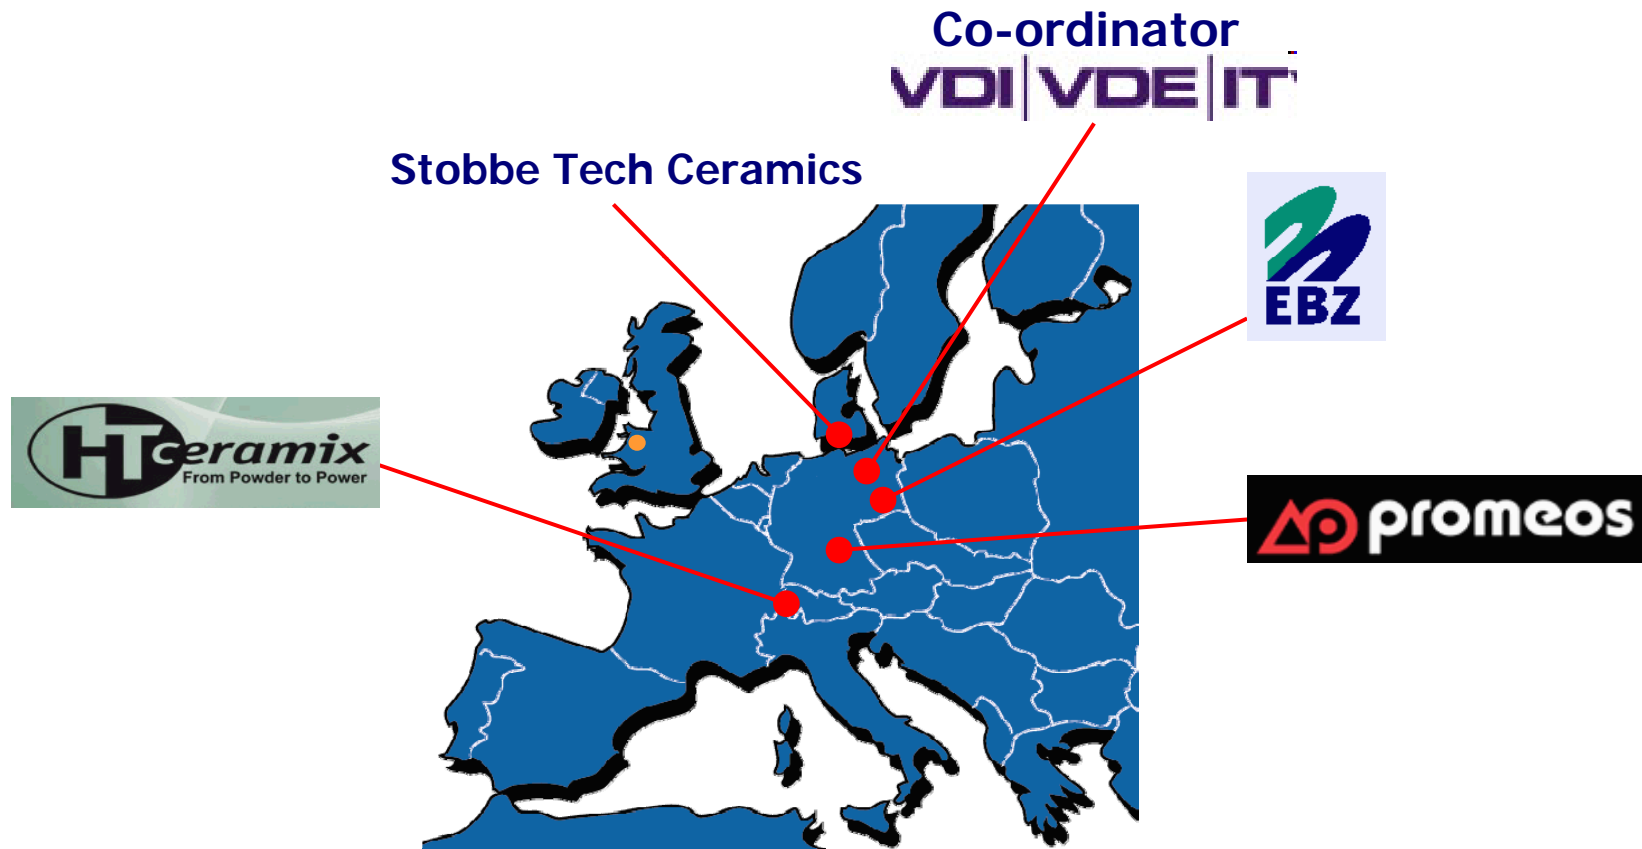 Co-ordinator
VDI|VDE|IT
Stobbe Tech Ceramics
EBZ
HTceramix
From Powder to Power
promeos